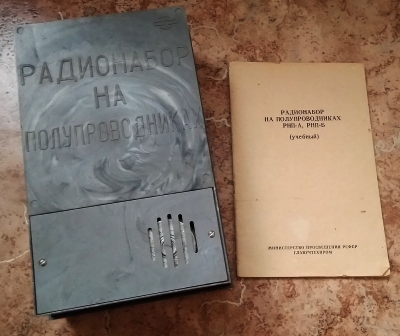 РАДИОНАБОР
НА
ПОЛУПРОВОДНИКАХ
РАДИОНАБОР
НА ПОЛУПРОВОДНИКАХ
РНП-А, РНП-Б
(учебный)
МИНИСТЕРСТВО ПРОСВЕЩЕНИЯ РСФСР
ГЛАВУЧТЕХПРОМ